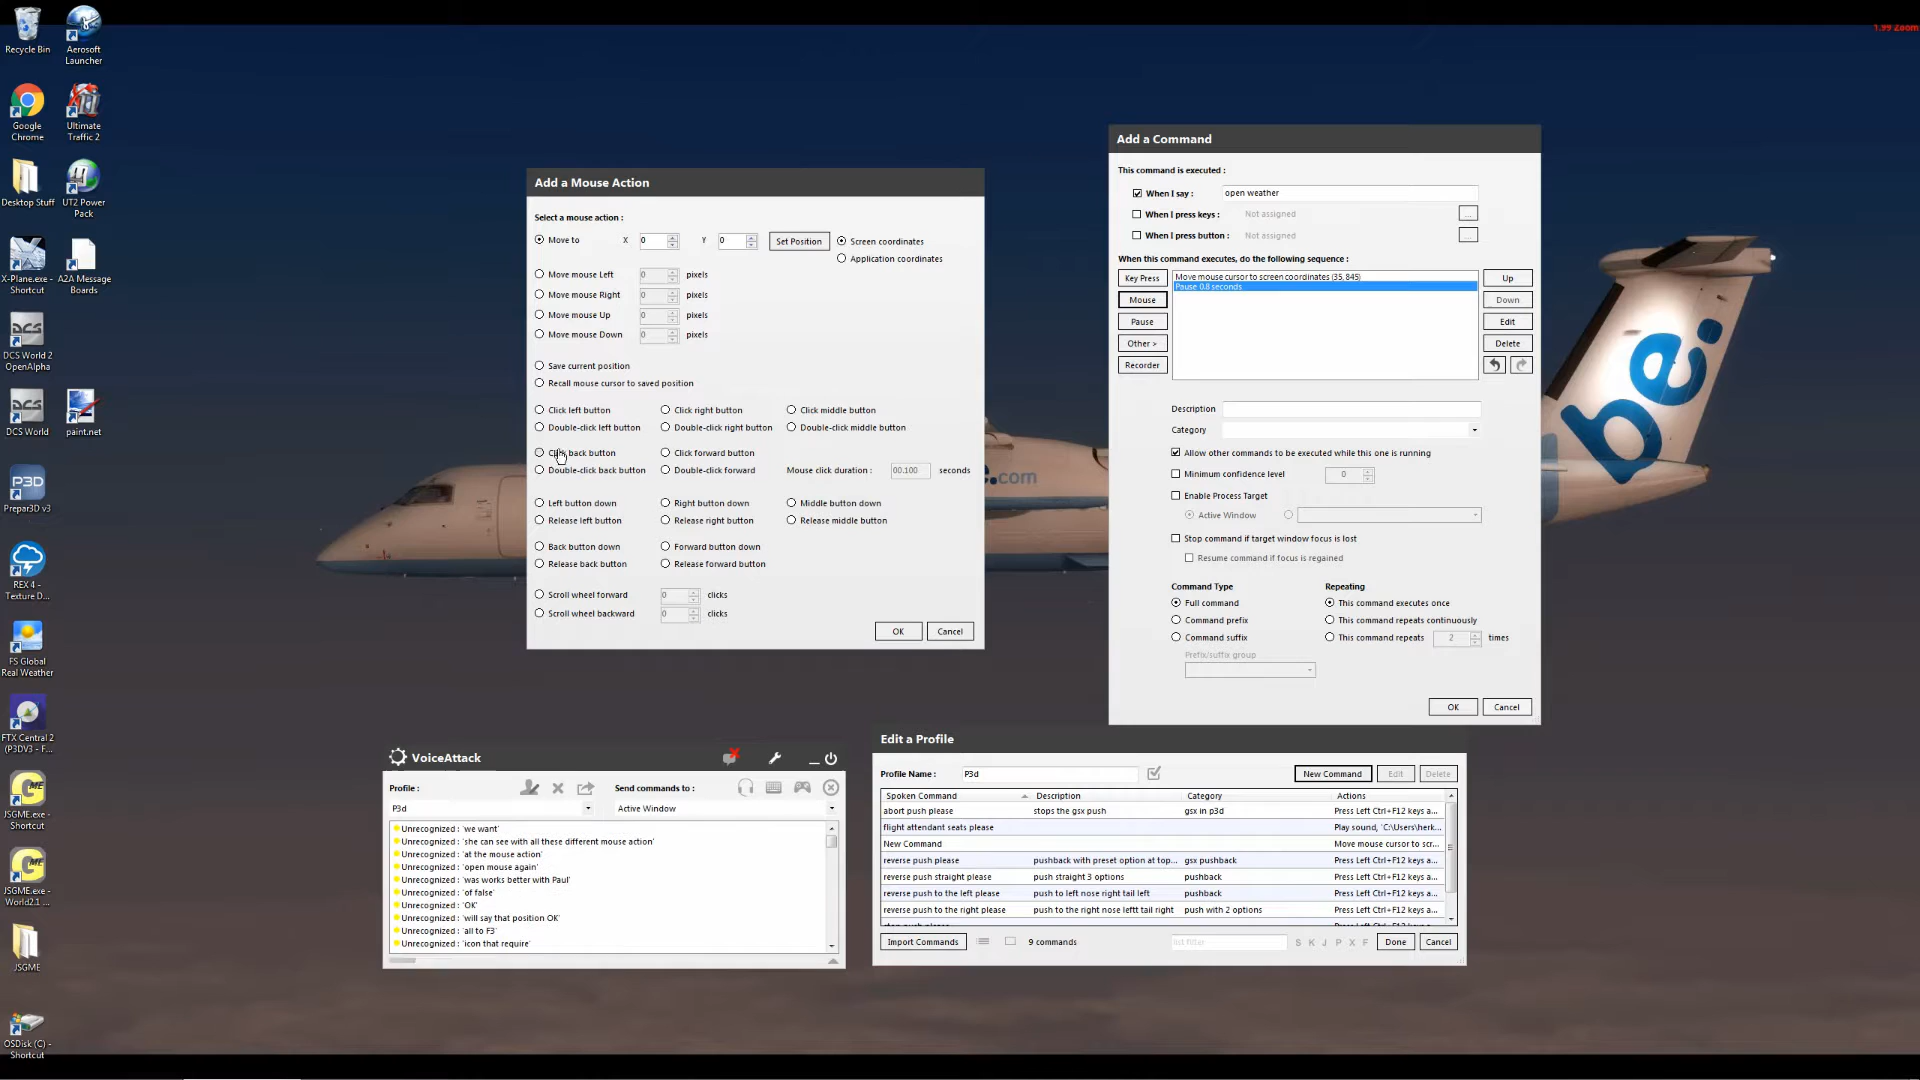 1.99 Zoom
Recycle Bin
Aerosoft
Launcher
Google
Chrome
Ultimate
Traffic 2
Desktop Stuff
UT2 Power
Pack
X-Plane.exe -
Shortcut
A2A Message
Boards
DCS World 2
OpenAlpha
DCS World
paint.net
P3D
Prepar3D v3
REX 4 -
Texture D...
FS Global
Real Weather
FTX Central 2
(P3DV3 - F...
JSGME.exe -
Shortcut
JSGME.exe -
World2.1 ...
JSGME
OSDisk (C) -
Shortcut
Add a Mouse Action
Select a mouse action :
Move to X 0 Y 0 Set Position Screen coordinates
Application coordinates
Move mouse Left 0 pixels
Move mouse Right 0 pixels
Move mouse Up 0 pixels
Move mouse Down 0 pixels
Save current position
Recall mouse cursor to saved position
Click left button Click right button Click middle button
Double-click left button Double-click right button Double-click middle button
Click back button Click forward button
Double-click back button Double-click forward Mouse click duration : 00.100 seconds
Left button down Right button down Middle button down
Release left button Release right button Release middle button
Back button down Forward button down
Release back button Release forward button
Scroll wheel forward 0 clicks
Scroll wheel backward 0 clicks
OK Cancel
Add a Command
This command is executed :
When I say : open weather
When I press keys : Not assigned ...
When I press button : Not assigned ...
When this command executes, do the following sequence :
Key Press Move mouse cursor to screen coordinates (35, 845) Up
Pause 0.8 seconds
Mouse Down
Pause Edit
Other > Delete
Recorder
Description
Category
Allow other commands to be executed while this one is running
Minimum confidence level 0
Enable Process Target
Active Window
Stop command if target window focus is lost
Resume command if focus is regained
Command Type Repeating
Full command This command executes once
Command prefix This command repeats continuously
Command suffix This command repeats 2 times
Prefix/suffix group
OK Cancel
be:
e.com
VoiceAttack
Profile : Send commands to :
P3d Active Window
Unrecognized : 'we want'
Unrecognized : 'she can see with all these different mouse action'
Unrecognized : 'at the mouse action'
Unrecognized : 'open mouse again'
Unrecognized : 'was works better with Paul'
Unrecognized : 'of false'
Unrecognized : 'OK'
Unrecognized : 'will say that position OK'
Unrecognized : 'all to F3'
Unrecognized : 'icon that require'
Edit a Profile
Profile Name : P3d New Command Edit Delete
Spoken Command Description Category Actions
abort push please stops the gsx push gsx in p3d Press Left Ctrl+F12 keys a...
flight attendant seats please Play sound, 'C:\Users\herk...
New Command Move mouse cursor to scr...
reverse push please pushback with preset option at top... gsx pushback Press Left Ctrl+F12 keys a...
reverse push straight please push straight 3 options pushback Press Left Ctrl+F12 keys a...
reverse push to the left please push to left nose right tail left pushback Press Left Ctrl+F12 keys a...
reverse push to the right please push to the right nose leftt tail right push with 2 options Press Left Ctrl+F12 keys a...
Import Commands 9 commands list filter S K J P X F Done Cancel